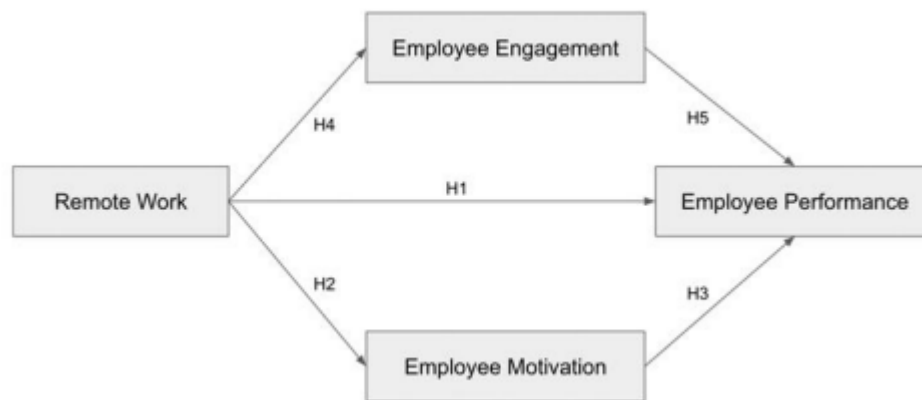 Employee Engagement
H4
H5
Remote Work
H1
Employee Performance
H2
H3
Employee Motivation